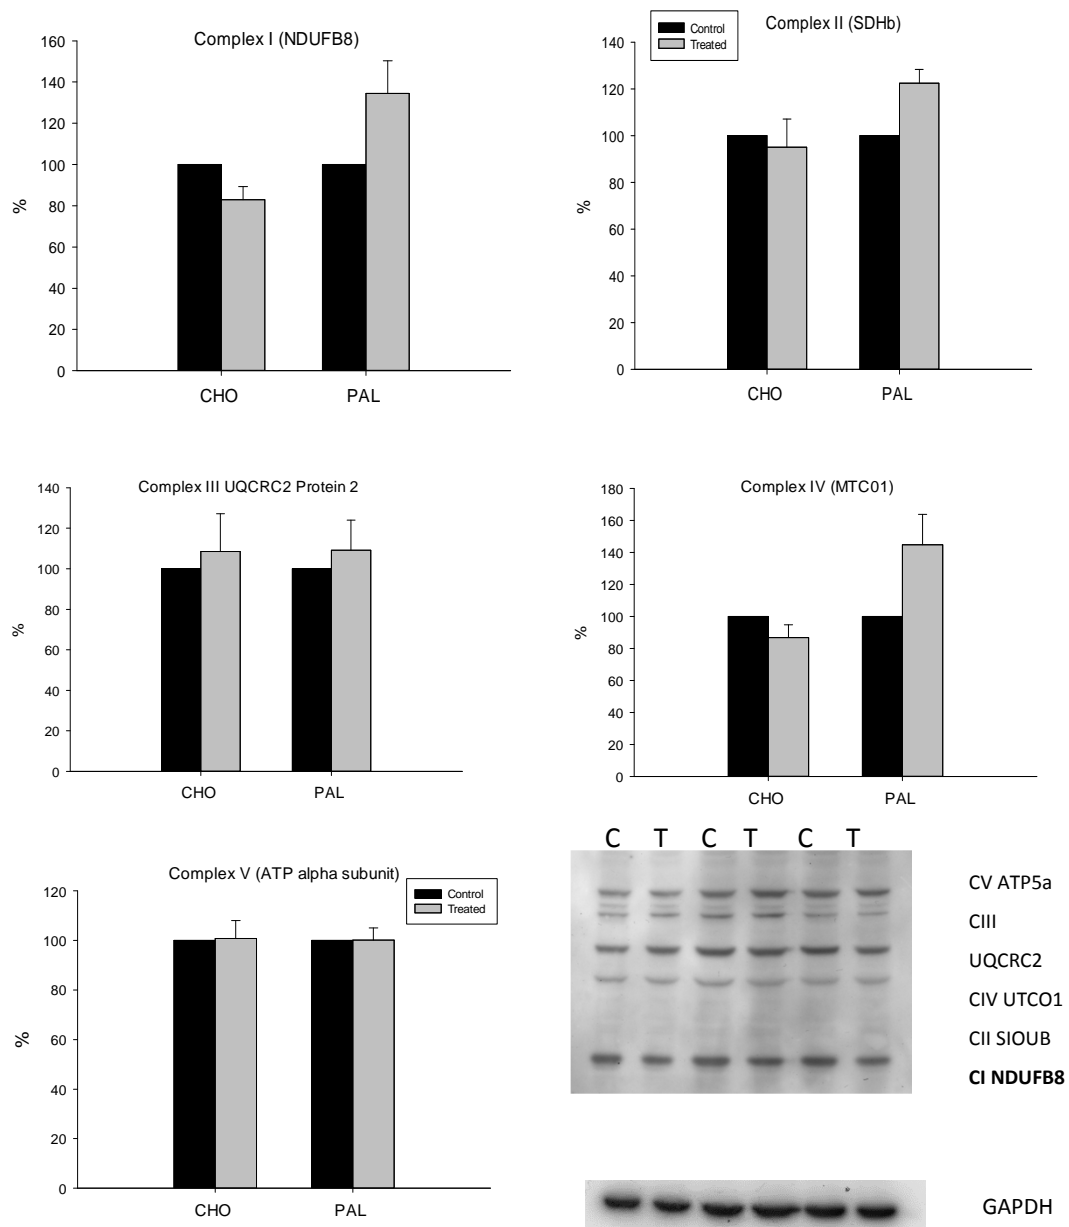 Complex I (NDUFB8)
160
140
120
100
80
60
40
20
0
%
CHO PAL
Control
Treated
Complex II (SDHb)
140
120
100
80
60
40
20
0
%
CHO PAL
Complex III UQCRC2 Protein 2
140
120
100
80
60
40
20
0
%
CHO PAL
Complex IV (MTC01)
180
160
140
120
100
80
60
40
20
0
%
CHO PAL
Complex V (ATP alpha subunit)
Control
Treated
120
100
80
60
40
20
0
%
CHO PAL
C T C T C T
CV ATP5a
CIII
UQCRC2
CIV UTCO1
CII SIOUB
CI NDUFB8
GAPDH